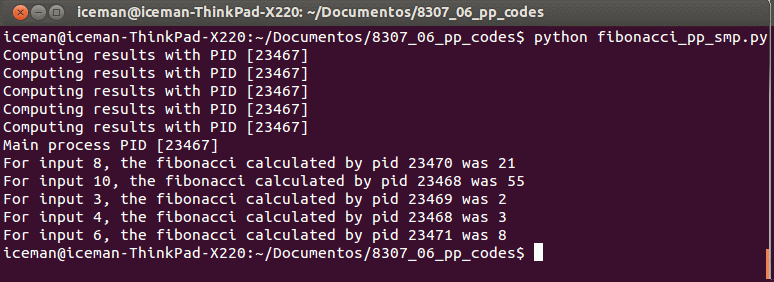 iceman@iceman-ThinkPad-X220: ~/Documentos/8307_06_pp_codes
iceman@iceman-ThinkPad-X220:~/Documentos/8307_06_pp_codes$ python fibonacci_pp_smp.py
Computing results with PID [23467]
Computing results with PID [23467]
Computing results with PID [23467]
Computing results with PID [23467]
Computing results with PID [23467]
Main process PID [23467]
For input 8, the fibonacci calculated by pid 23470 was 21
For input 10, the fibonacci calculated by pid 23468 was 55
For input 3, the fibonacci calculated by pid 23469 was 2
For input 4, the fibonacci calculated by pid 23468 was 3
For input 6, the fibonacci calculated by pid 23471 was 8
iceman@iceman-ThinkPad-X220:~/Documentos/8307_06_pp_codes$